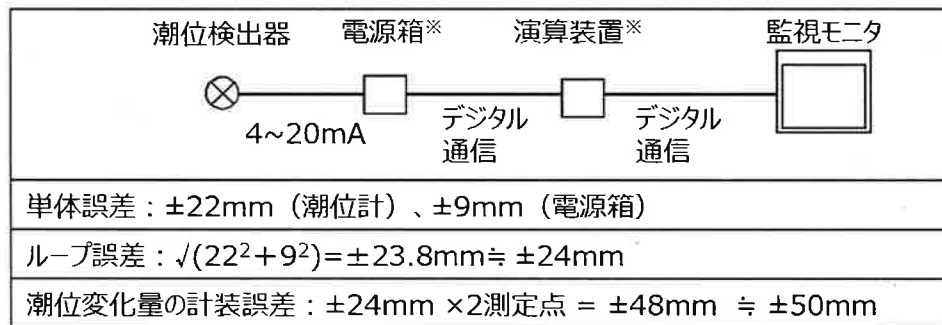 潮位検出器 電源箱※ 演算装置※ 監視モニタ
4~20mA デジタル通信 デジタル通信
単体誤差：±22mm（潮位計）、±9mm（電源箱）
ループ誤差：√(22²+9²)=±23.8mm≒ ±24mm
潮位変化量の計装誤差：±24mm ×2測定点 = ±48mm ≒ ±50mm